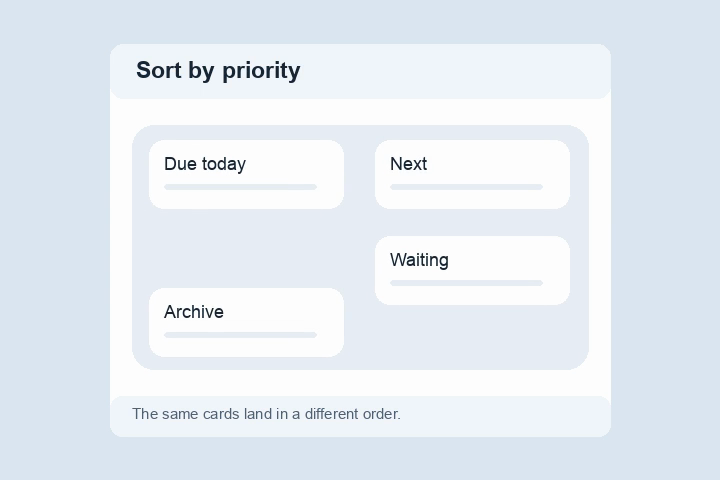 Sort by priority
Due today
Next
Waiting
Archive
The same cards land in a different order.